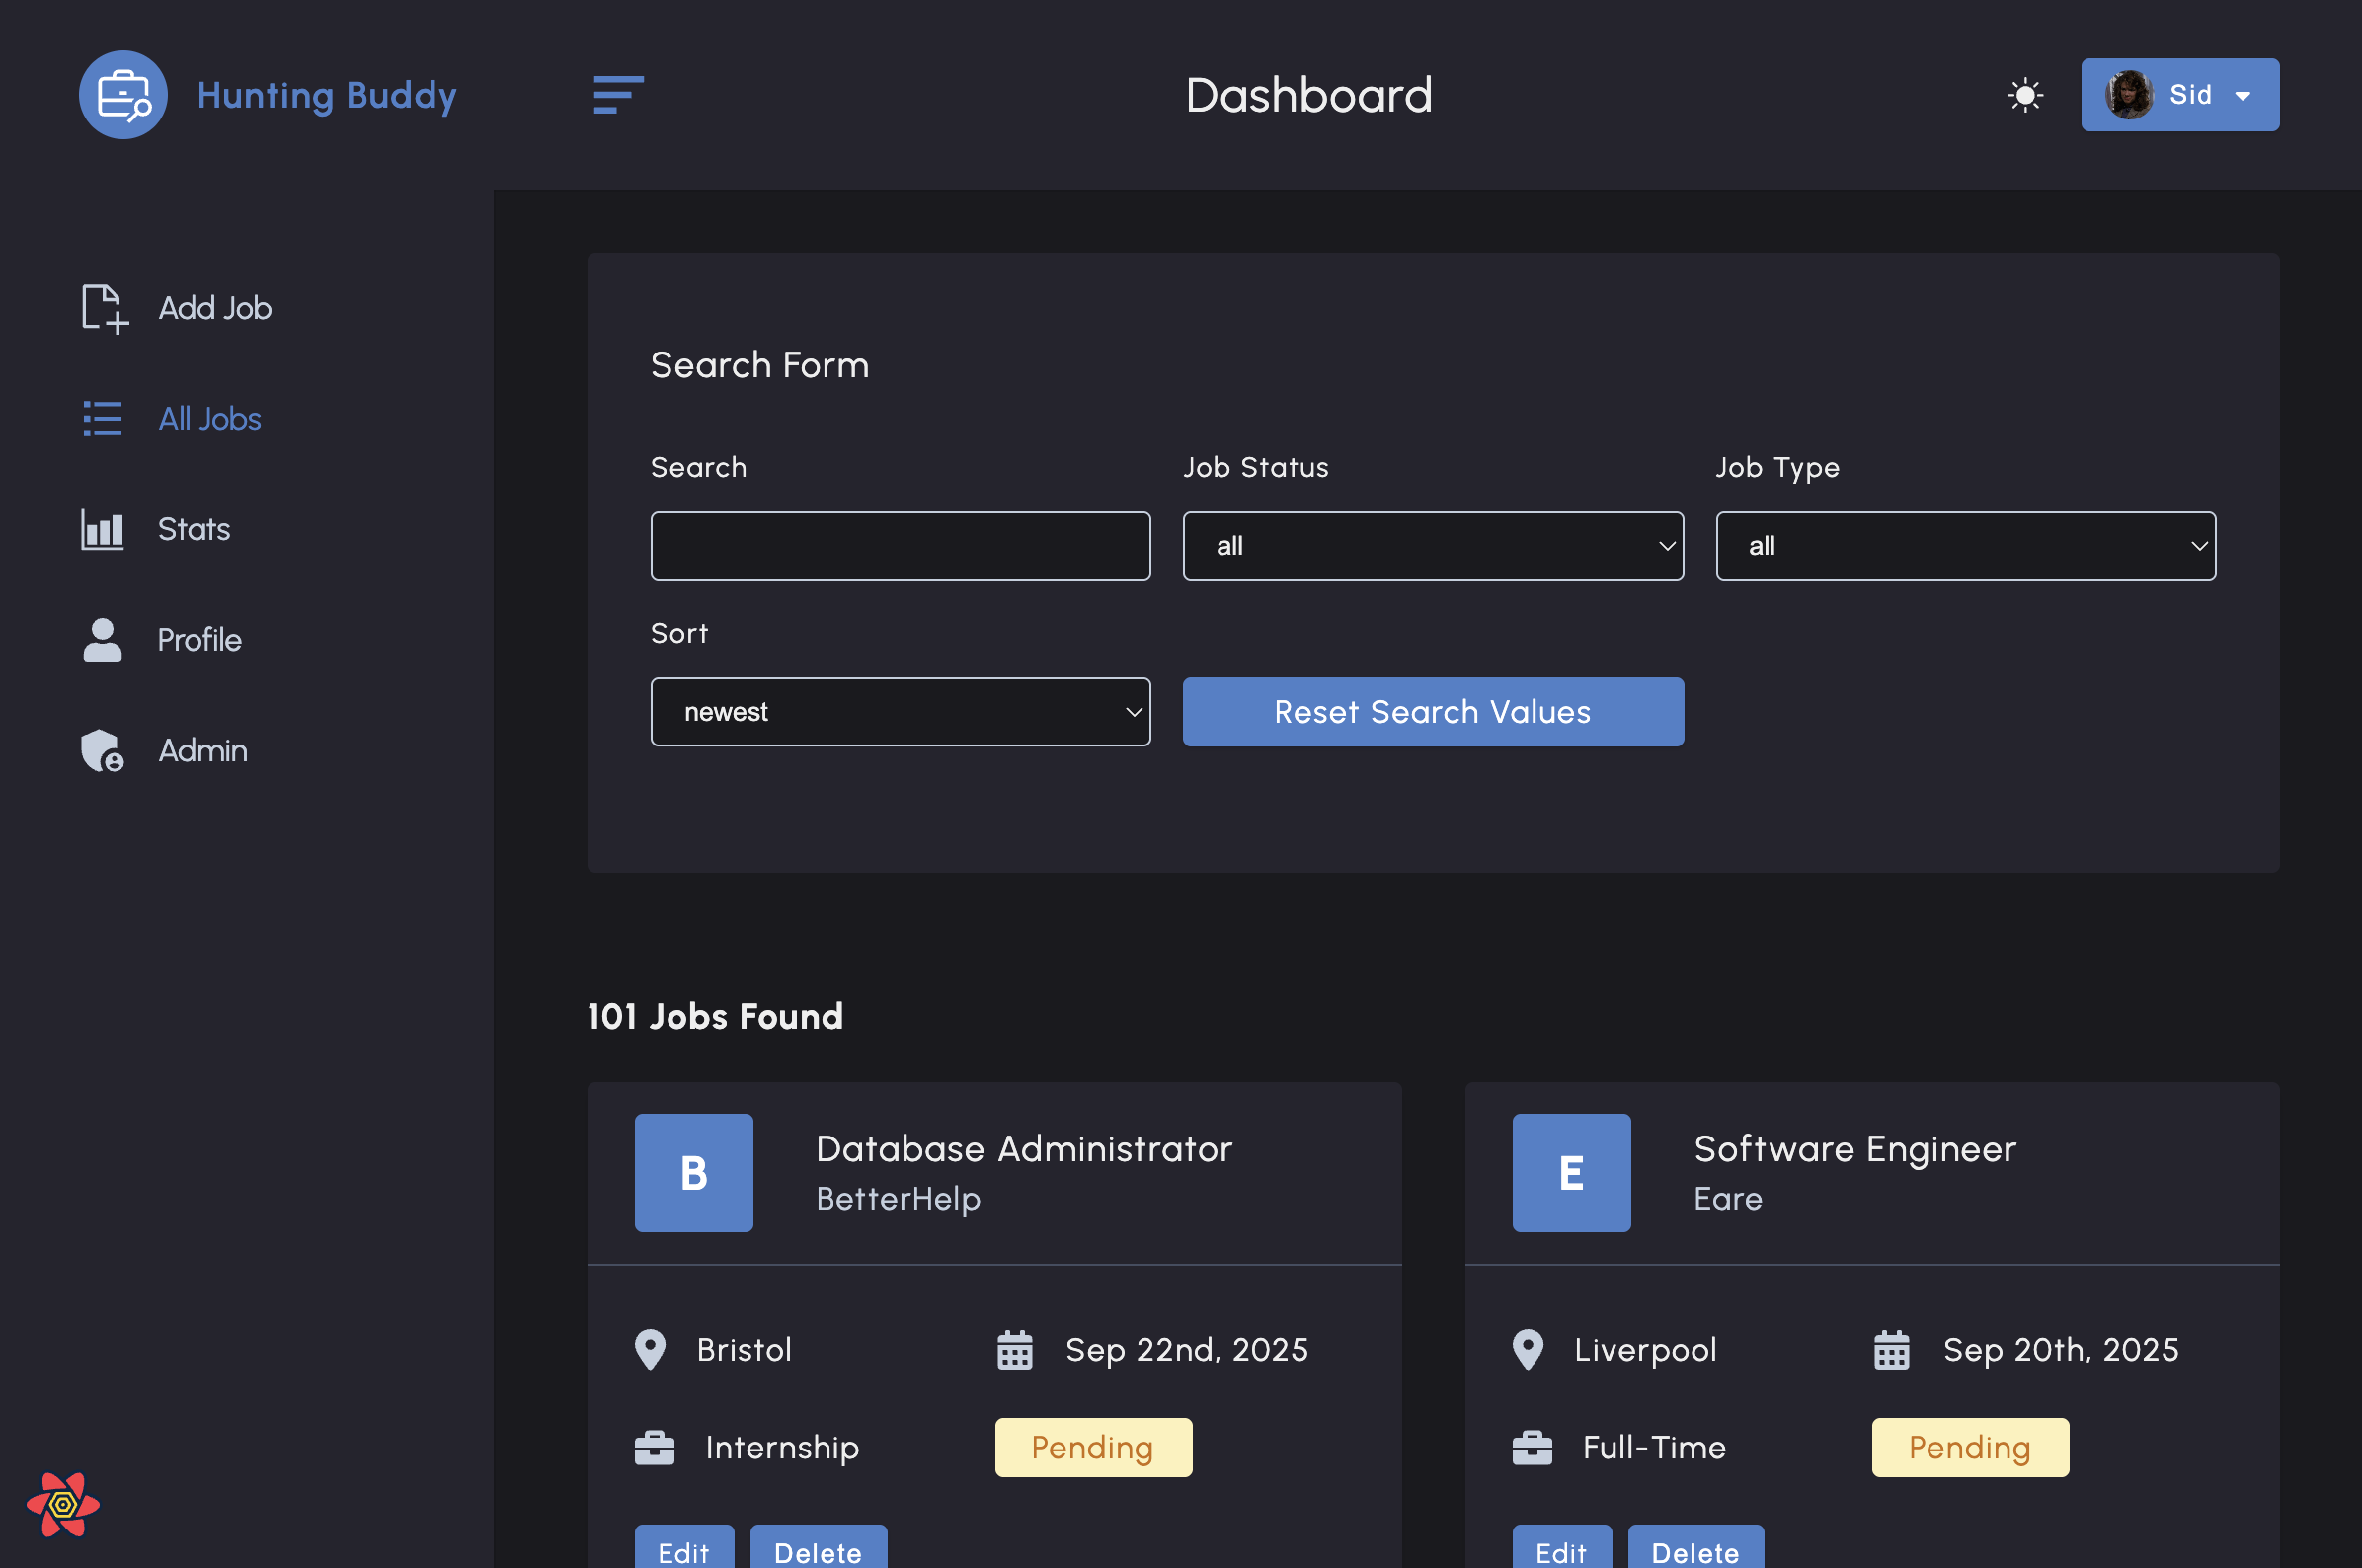 Hunting Buddy
Dashboard
Sid
Add Job
All Jobs
Stats
Profile
Admin
Search Form
Search
Job Status
Job Type
all
all
Sort
newest
Reset Search Values
101 Jobs Found
B
Database Administrator
BetterHelp
Bristol
Sep 22nd, 2025
Internship
Pending
Edit
Delete
E
Software Engineer
Eare
Liverpool
Sep 20th, 2025
Full-Time
Pending
Edit
Delete